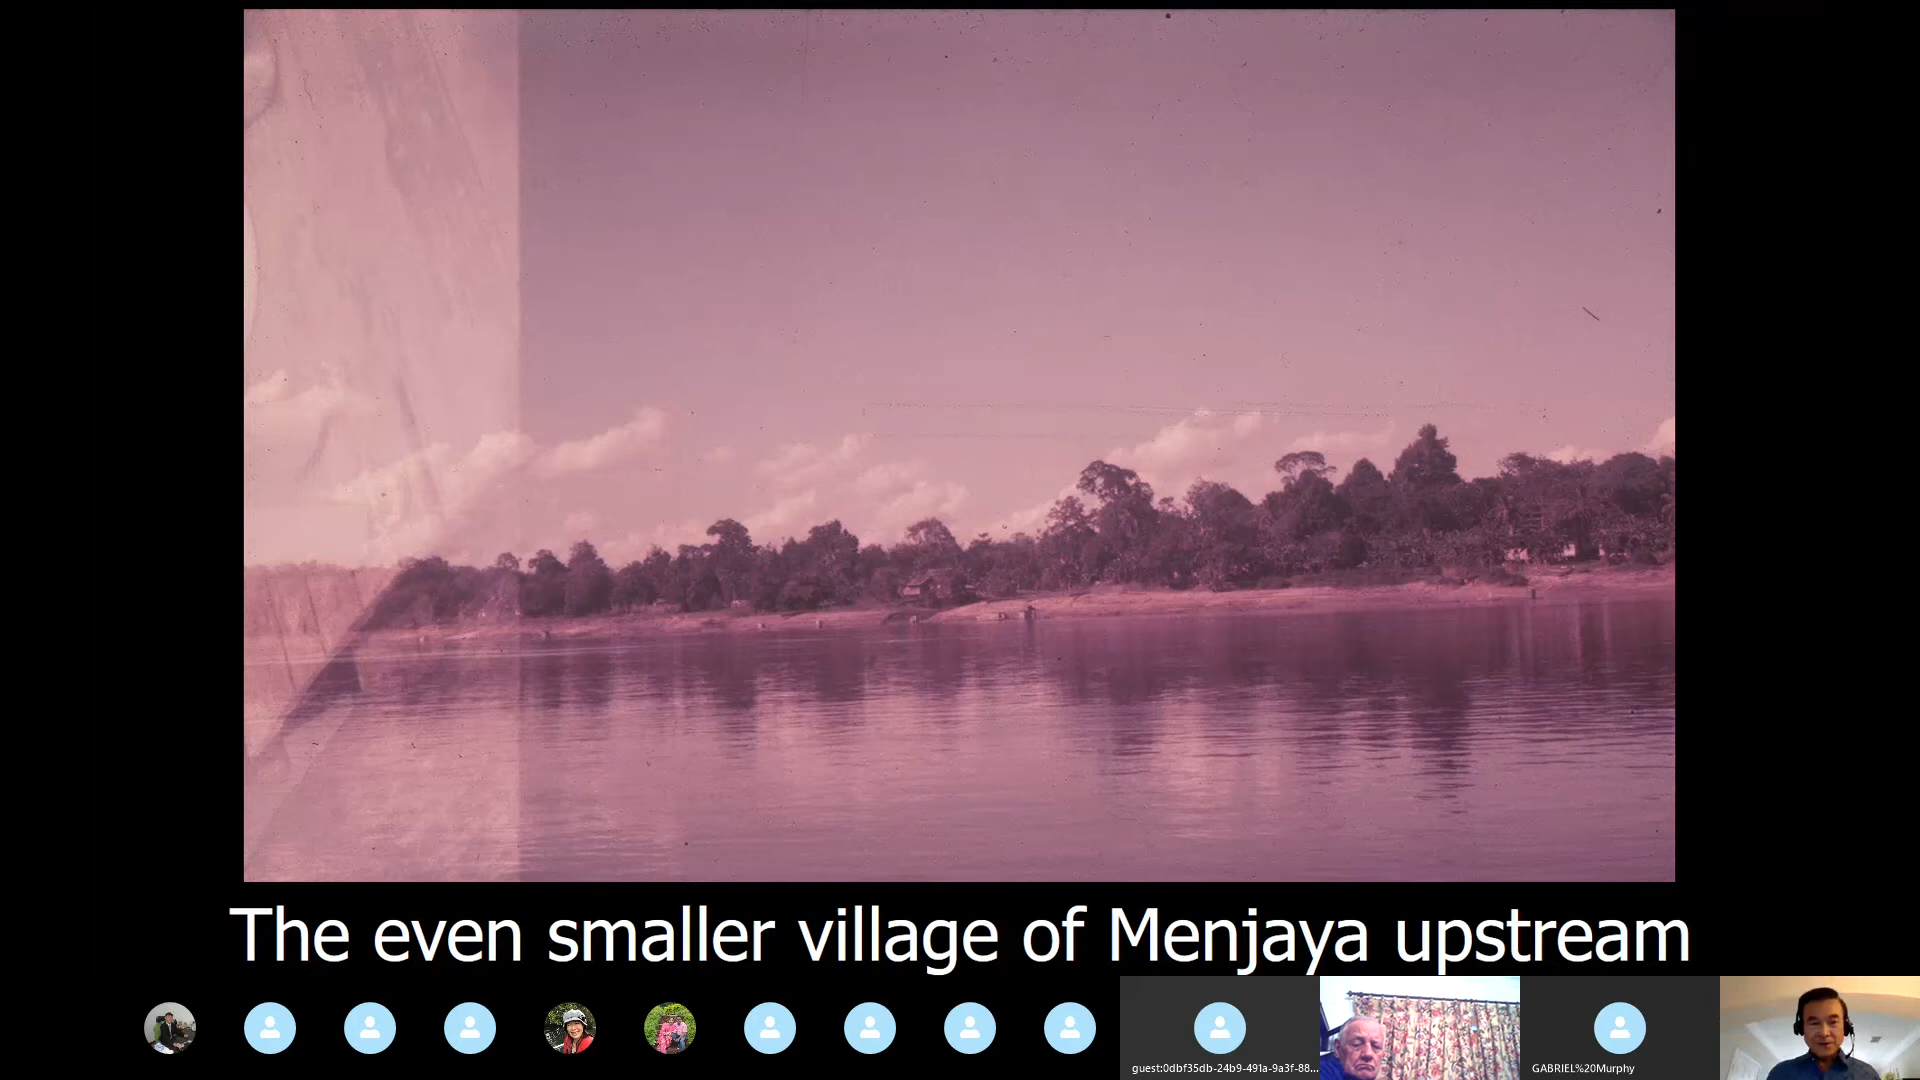 The even smaller village of Menjaya upstream
guest:0dbf35db-24b9-491a-9a3f-88...
GABRIEL%20Murphy